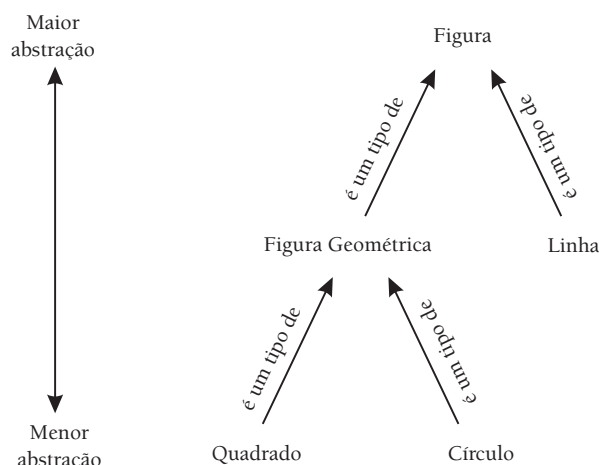 Maior
abstração
Figura
é um tipo de
é um tipo de
Figura Geométrica
Linha
é um tipo de
é um tipo de
Menor
abstração
Quadrado
Círculo